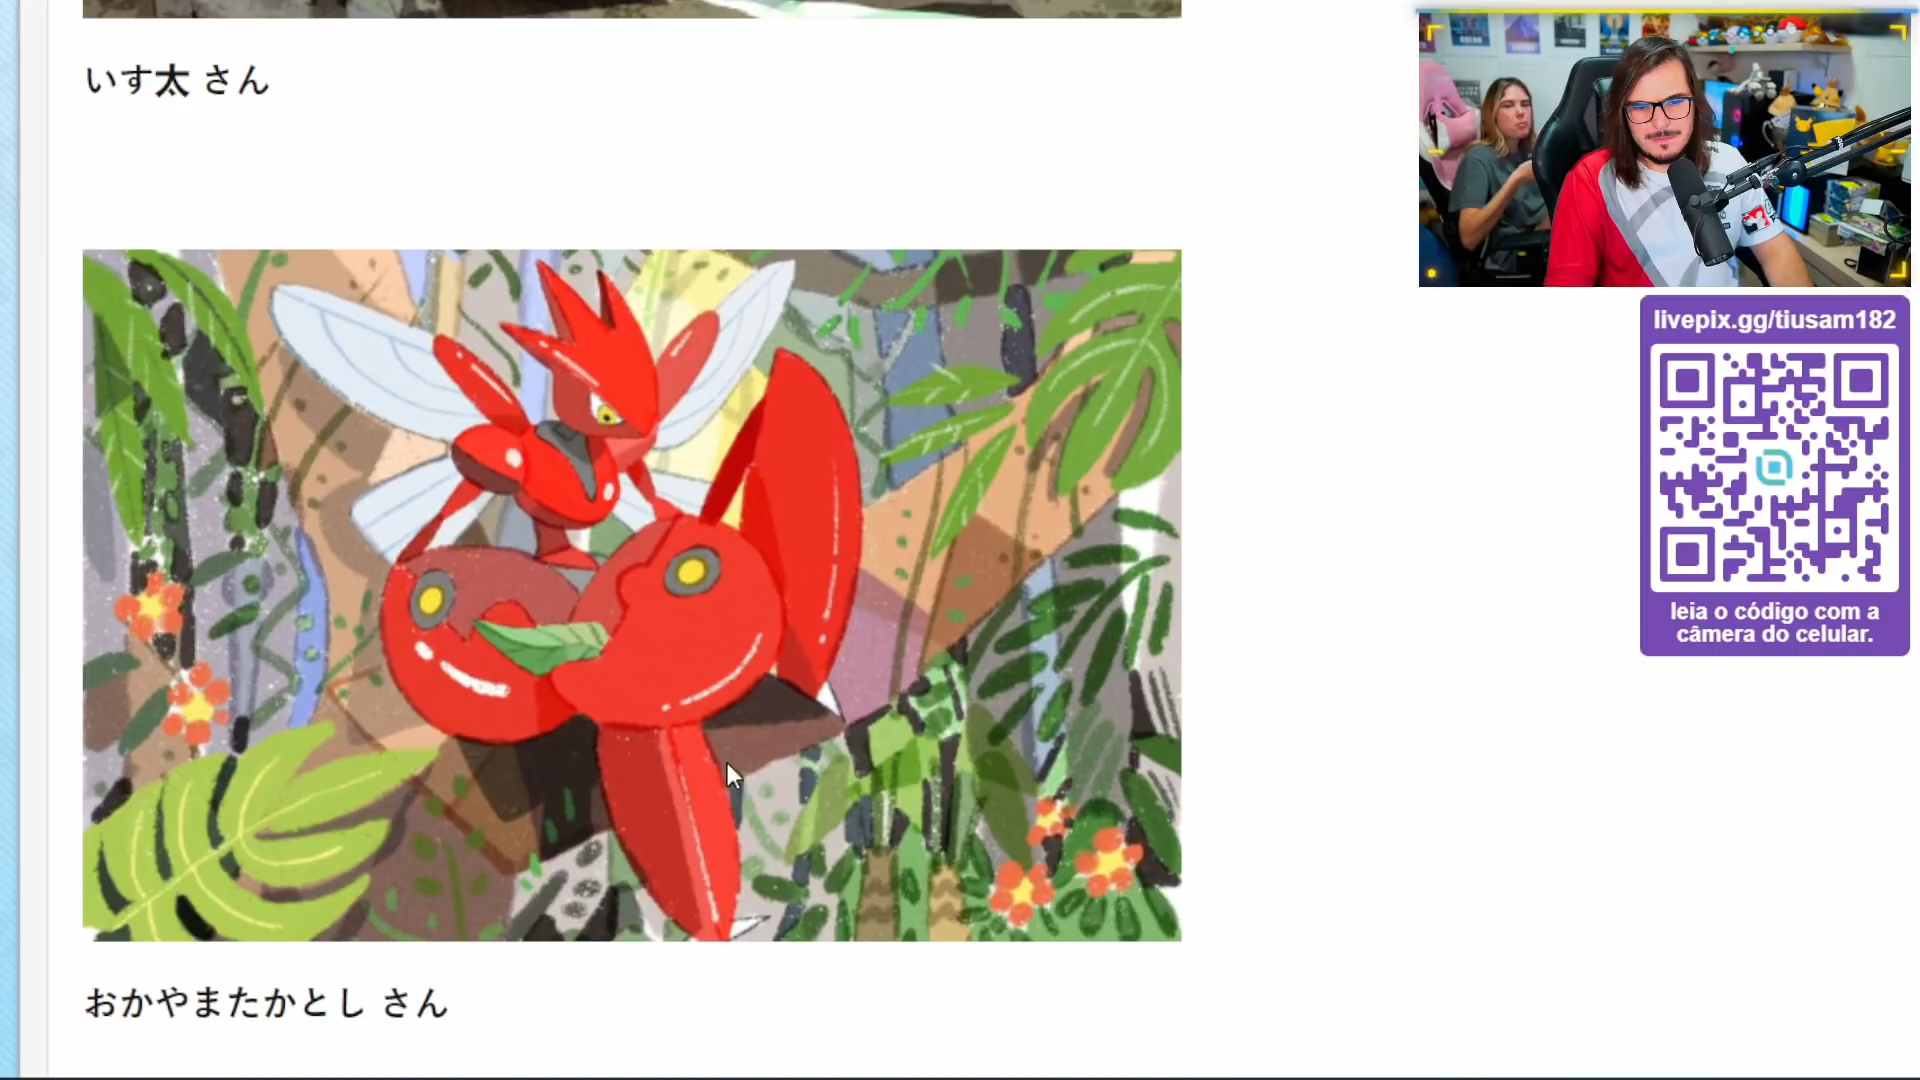 いす太 さん
livepix.gg/tiusam182
leia o código com a
câmera do celular.
おかやまたかとし さん